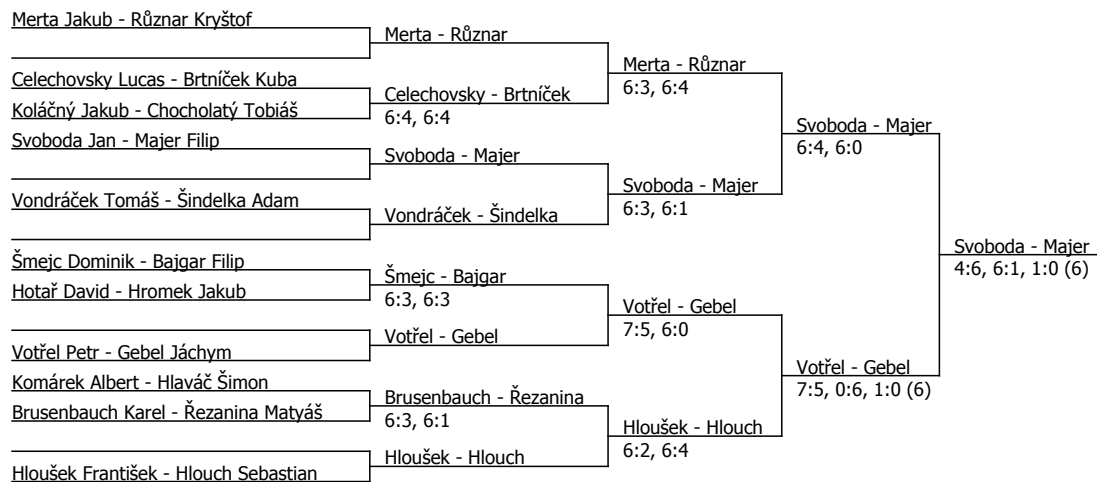 Merta Jakub - Různar Kryštof
Celechovsky Lucas - Brtníček Kuba
Koláčný Jakub - Chocholatý Tobiáš
Svoboda Jan - Majer Filip
Vondráček Tomáš - Šindelka Adam
Šmejc Dominik - Bajgar Filip
Hotař David - Hromek Jakub
Votřel Petr - Gebel Jáchym
Komárek Albert - Hlaváč Šimon
Brusenbauch Karel - Řezanina Matyáš
Hloušek František - Hlouch Sebastian
Merta - Různar
Celechovsky - Brtníček
6:4, 6:4
Svoboda - Majer
Vondráček - Šindelka
Šmejc - Bajgar
6:3, 6:3
Votřel - Gebel
Brusenbauch - Řezanina
6:3, 6:1
Hloušek - Hlouch
Merta - Různar
6:3, 6:4
Svoboda - Majer
6:3, 6:1
Votřel - Gebel
7:5, 6:0
Hloušek - Hlouch
6:2, 6:4
Svoboda - Majer
6:4, 6:0
Votřel - Gebel
7:5, 0:6, 1:0 (6)
Svoboda - Majer
4:6, 6:1, 1:0 (6)